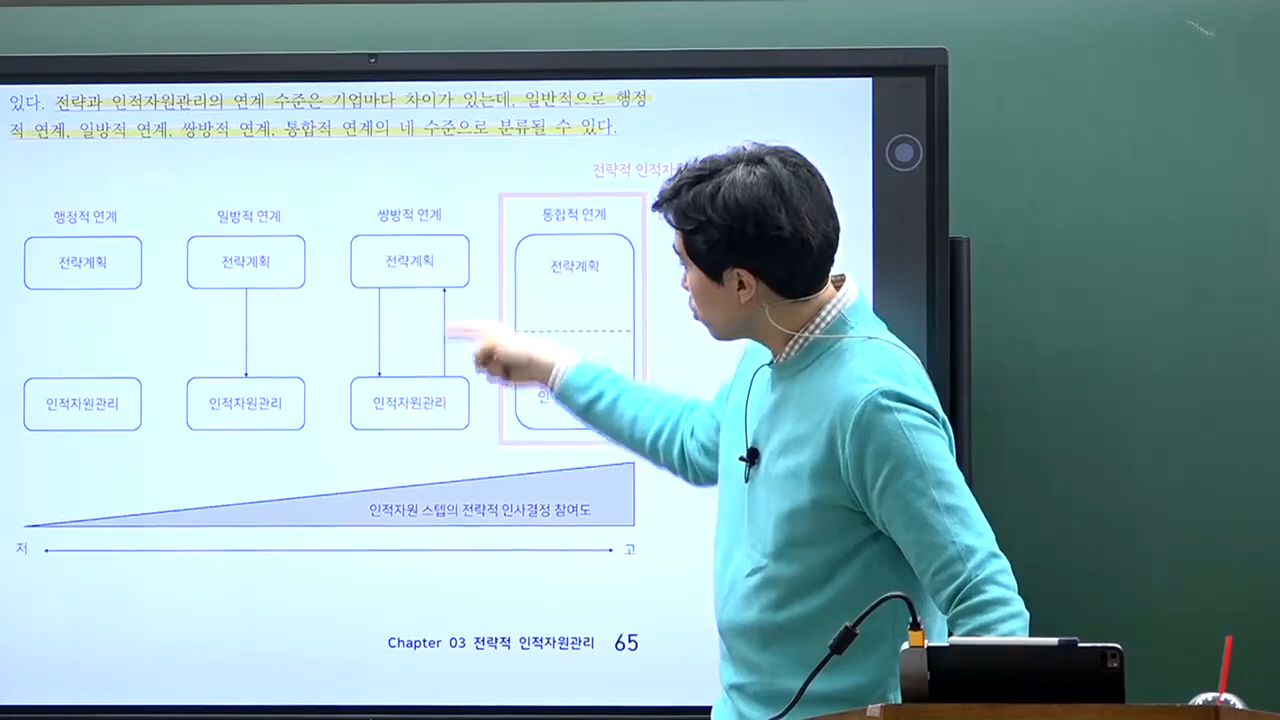 있다. 전략과 인적자원관리의 연계 수준은 기업마다 차이가 있는데, 일반적으로 행정
적 연계, 일방적 연계, 쌍방적 연계, 통합적 연계의 네 수준으로 분류될 수 있다.
전략적 인적자
행정적 연계 일방적 연계 쌍방적 연계 통합적 연계
전략계획 전략계획 전략계획 전략계획
인적자원관리 인적자원관리 인적자원관리 인
인적자원 스텝의 전략적 인사결정 참여도
저 고
Chapter 03 전략적 인적자원관리 65